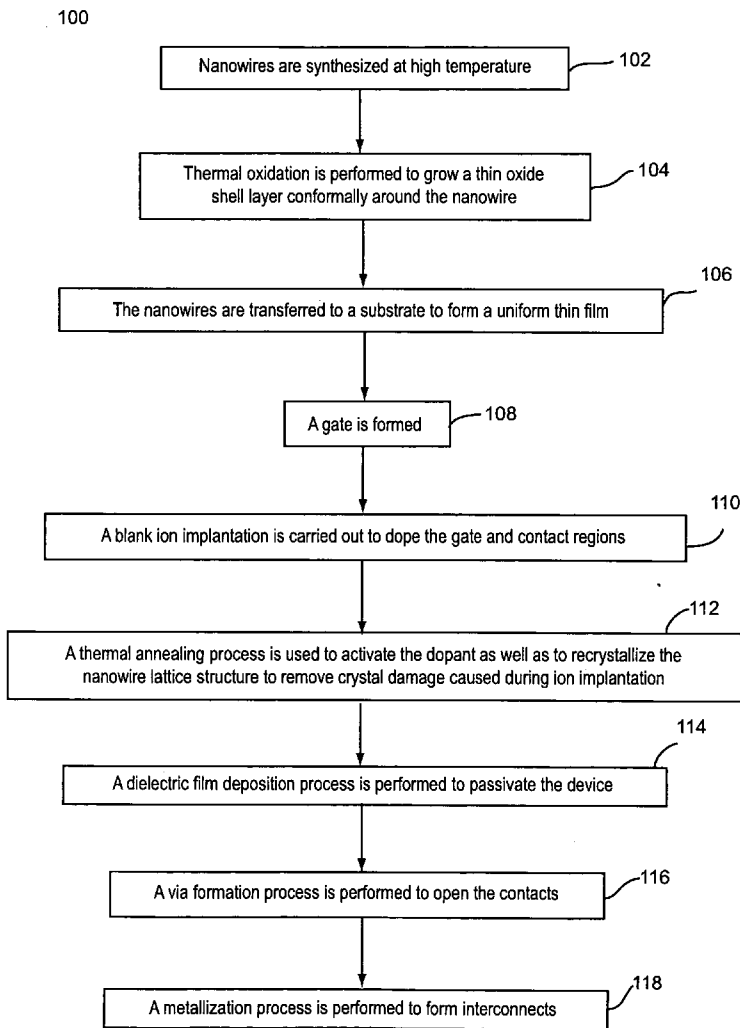 100
Nanowires are synthesized at high temperature
102
Thermal oxidation is performed to grow a thin oxide
shell layer conformally around the nanowire
104
The nanowires are transferred to a substrate to form a uniform thin film
106
A gate is formed
108
A blank ion implantation is carried out to dope the gate and contact regions
110
112
A thermal annealing process is used to activate the dopant as well as to recrystallize the
nanowire lattice structure to remove crystal damage caused during ion implantation
114
A dielectric film deposition process is performed to passivate the device
A via formation process is performed to open the contacts
116
A metallization process is performed to form interconnects
118